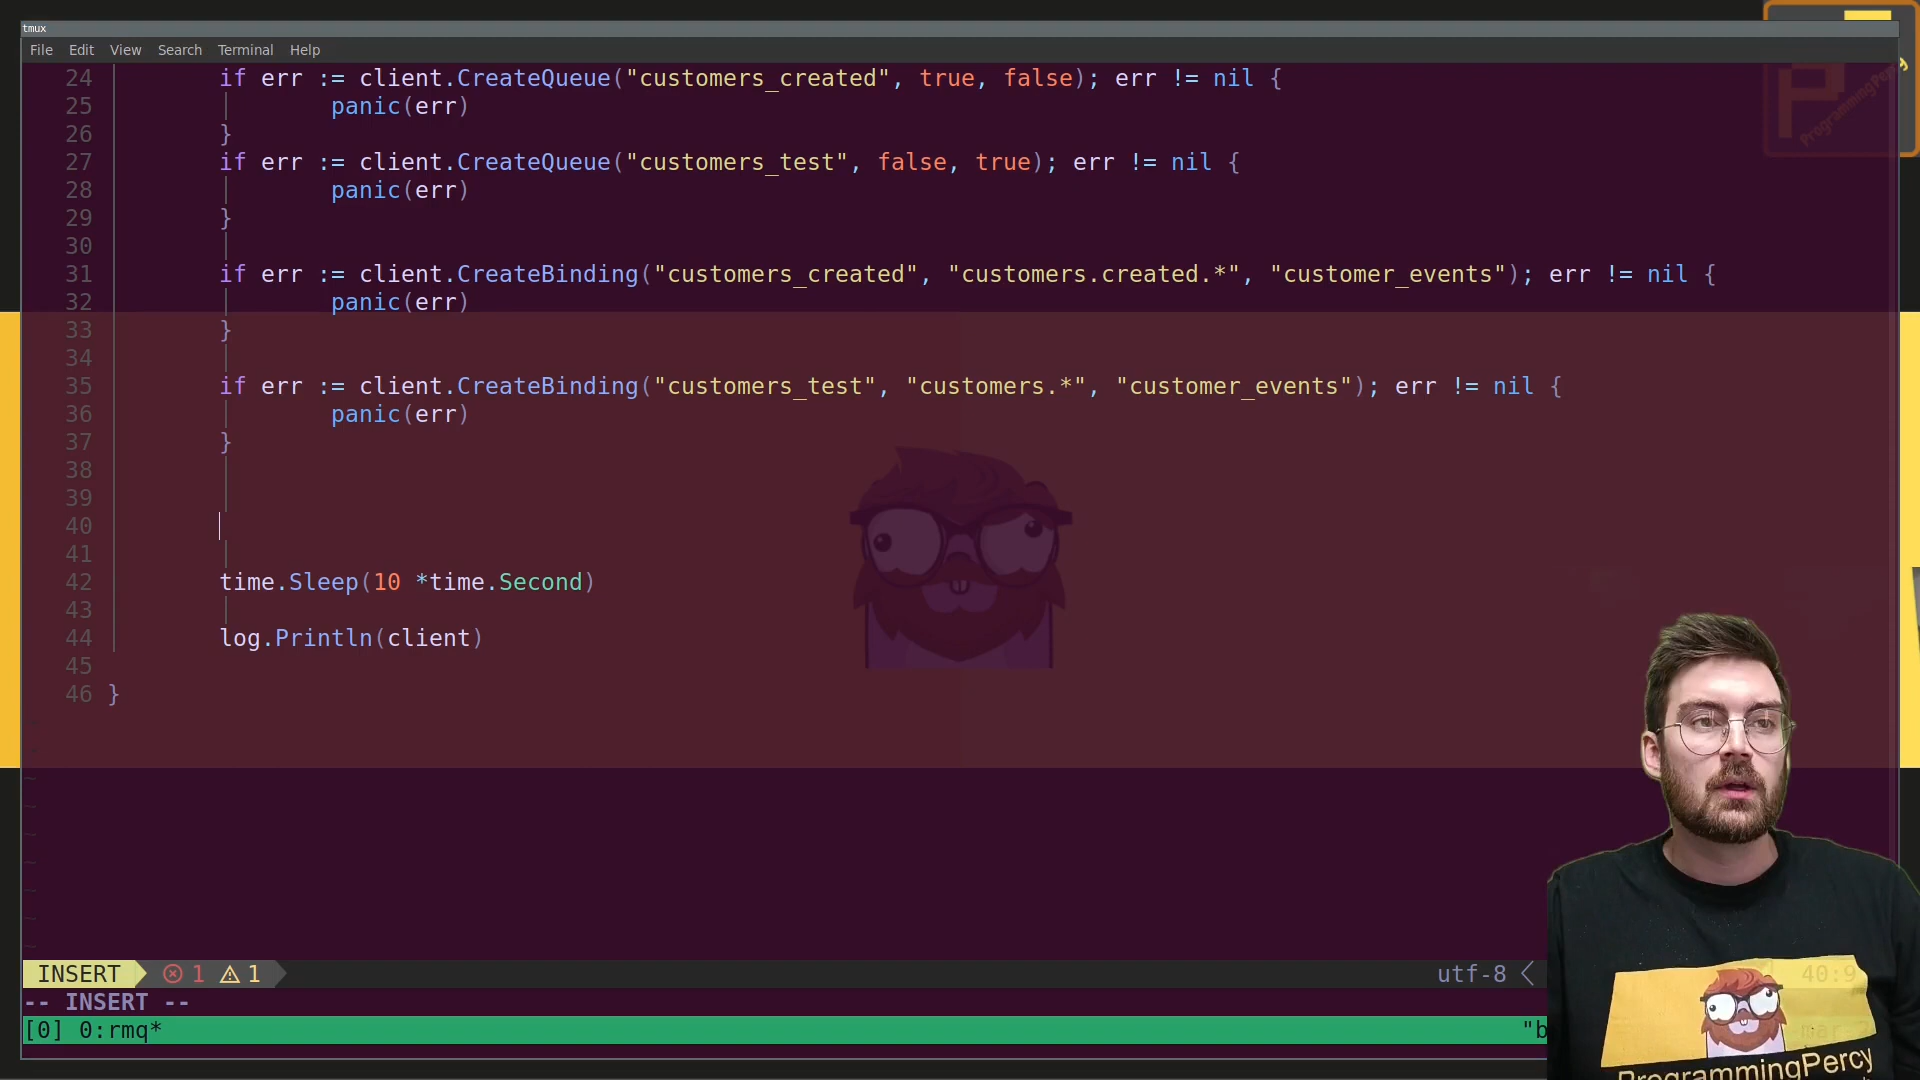 tmux
File Edit View Search Terminal Help
24 if err := client.CreateQueue("customers_created", true, false); err != nil {
25 panic(err)
26 }
27 if err := client.CreateQueue("customers_test", false, true); err != nil {
28 panic(err)
29 }
30
31 if err := client.CreateBinding("customers_created", "customers.created.*", "customer_events"); err != nil {
32 panic(err)
33 }
34
35 if err := client.CreateBinding("customers_test", "customers.*", "customer_events"); err != nil {
36 panic(err)
37 }
38
39
40
41
42 time.Sleep(10 *time.Second)
43
44 log.Println(client)
45
46 }
INSERT 1 1 utf-8 40:9
-- INSERT --
[0] 0:rmq* "b
ProgrammingPercy
P
ProgrammingPercy